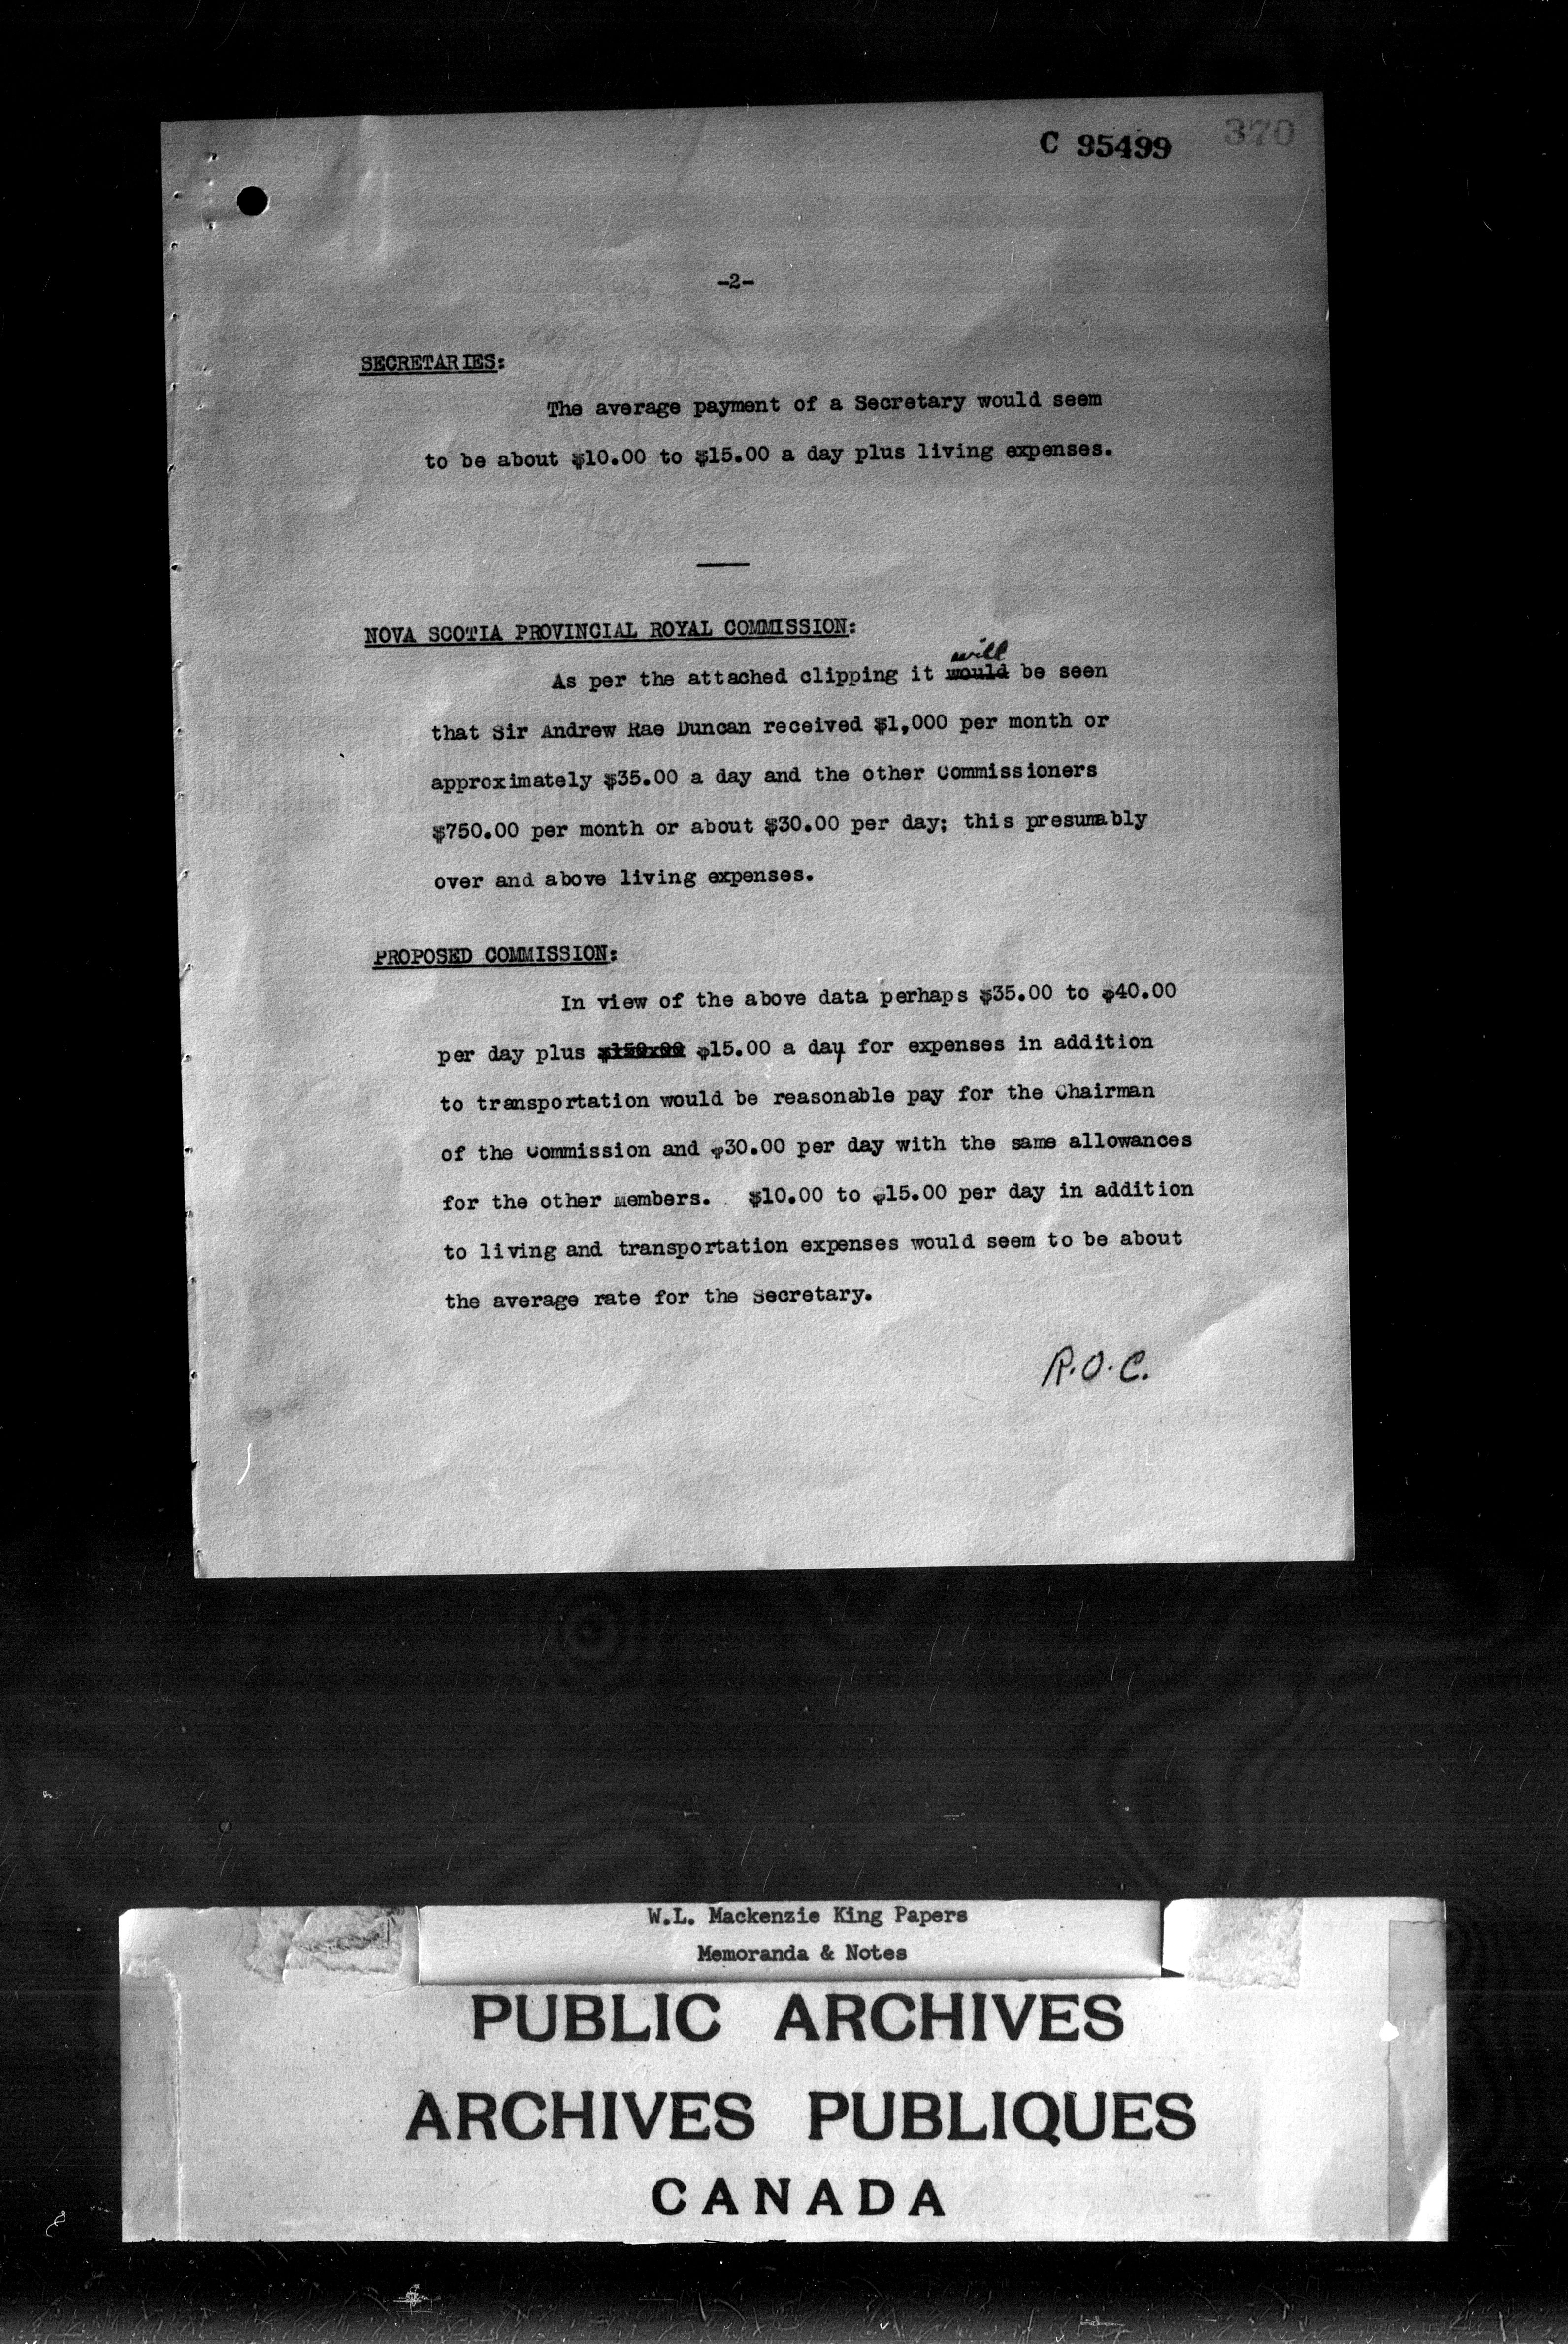 C 95499 370
-2-
SECRETARIES:
The average payment of a Secretary would seem
to be about $10.00 to $15.00 a day plus living expenses.
NOVA SCOTIA PROVINCIAL ROYAL COMMISSION:
will
As per the attached clipping it would be seen
that Sir Andrew Rae Duncan received $1,000 per month or
approximately $35.00 a day and the other Commissioners
$750.00 per month or about $30.00 per day; this presumably
over and above living expenses.
PROPOSED COMMISSION:
In view of the above data perhaps $35.00 to $40.00
per day plus $150.00 $15.00 a day for expenses in addition
to transportation would be reasonable pay for the Chairman
of the Commission and $30.00 per day with the same allowances
for the other Members. $10.00 to $15.00 per day in addition
to living and transportation expenses would seem to be about
the average rate for the Secretary.
R.O.C.
W.L. Mackenzie King Papers
Memoranda & Notes
PUBLIC ARCHIVES
ARCHIVES PUBLIQUES
CANADA